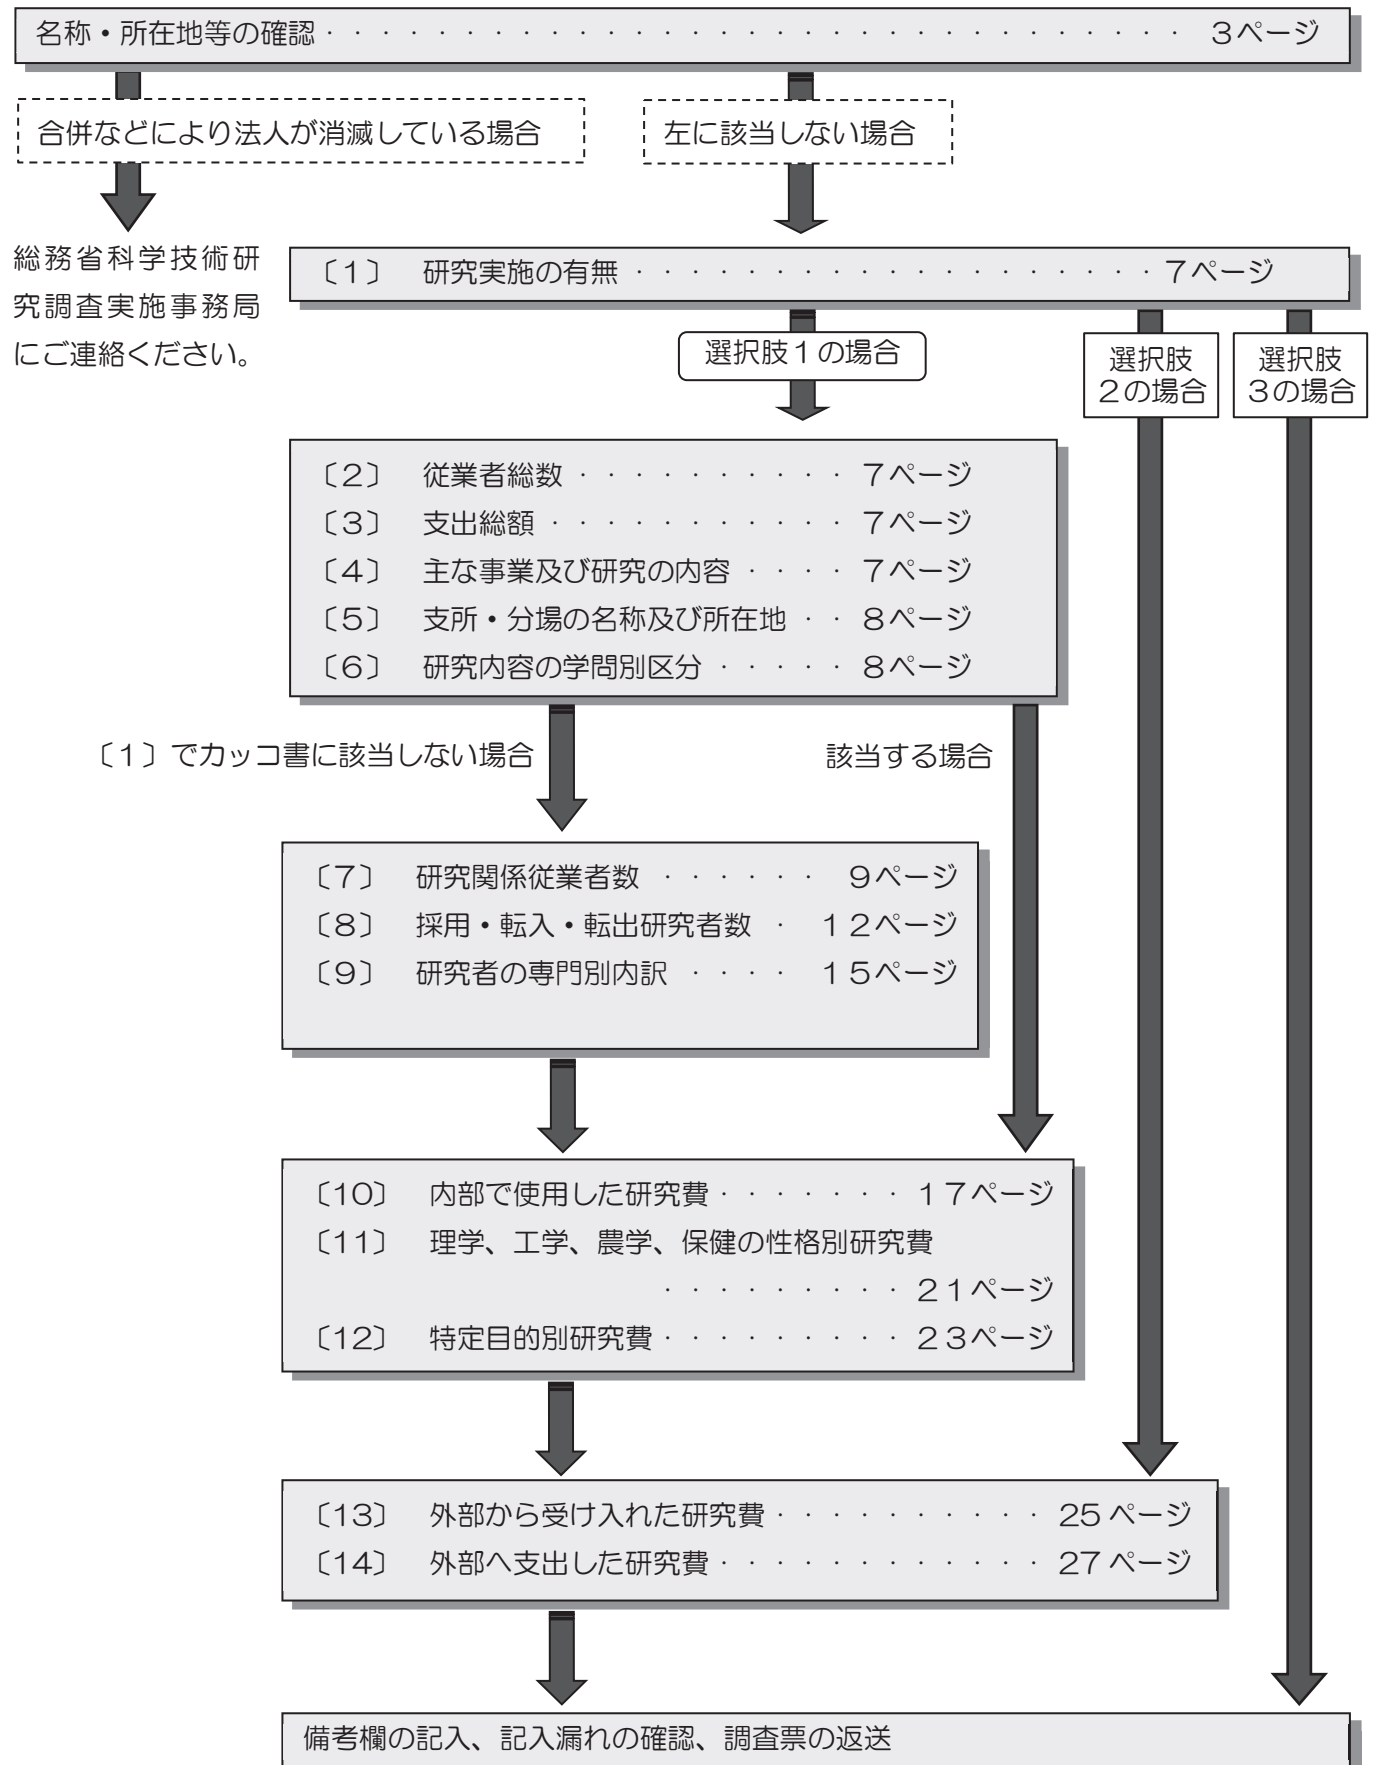 名称・所在地等の確認・・・・・・・・・・・・・・・・・・・・・・・・・・・・・・・ 3ページ
合併などにより法人が消滅している場合
左に該当しない場合
総務省科学技術研
究調査実施事務局
にご連絡ください。
〔1〕 研究実施の有無・・・・・・・・・・・・・・・・・・・7ページ
選択肢1の場合
選択肢
2の場合
選択肢
3の場合
〔2〕 従業者総数・・・・・・・・・・7ページ
〔3〕 支出総額・・・・・・・・・・・7ページ
〔4〕 主な事業及び研究の内容・・・・7ページ
〔5〕 支所・分場の名称及び所在地・・8ページ
〔6〕 研究内容の学問別区分・・・・・8ページ
〔1〕でカッコ書に該当しない場合
該当する場合
〔7〕 研究関係従業者数・・・・・・ 9ページ
〔8〕 採用・転入・転出研究者数・ 12ページ
〔9〕 研究者の専門別内訳・・・・ 15ページ
〔10〕 内部で使用した研究費・・・・・・・17ページ
〔11〕 理学、工学、農学、保健の性格別研究費
・・・・・・・・・21ページ
〔12〕 特定目的別研究費・・・・・・・・・23ページ
〔13〕 外部から受け入れた研究費・・・・・・・・・・25ページ
〔14〕 外部へ支出した研究費・・・・・・・・・・・・27ページ
備考欄の記入、記入漏れの確認、調査票の返送